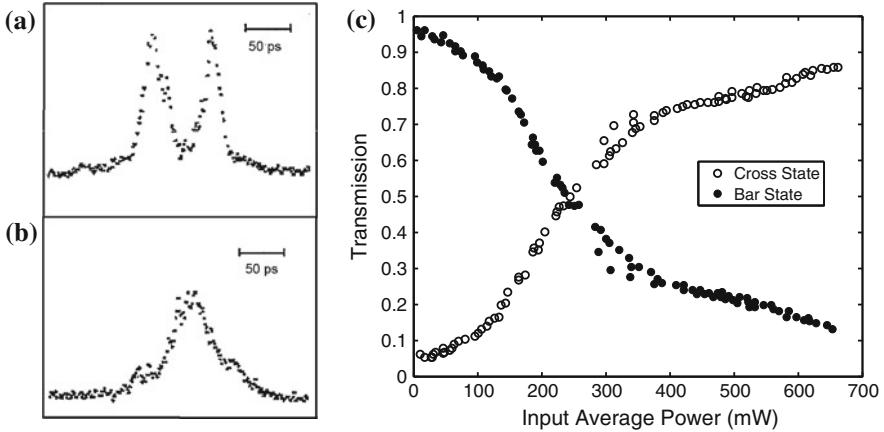 (a)
50 ps
(b)
50 ps
(c)
Transmission
1
0.9
0.8
0.7
0.6
0.5
0.4
0.3
0.2
0.1
0
Cross State
Bar State
0 100 200 300 400 500 600 700
Input Average Power (mW)